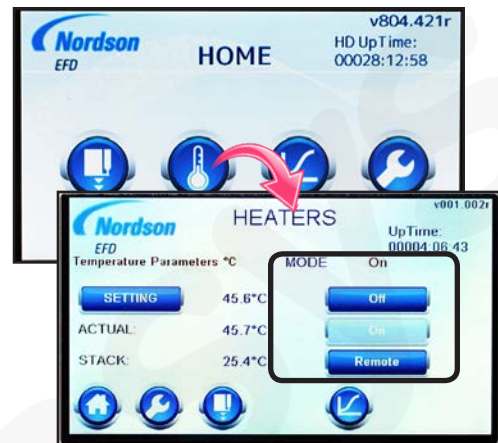 v804.421r
Nordson
EFD
HOME
HD UpTime:
00028:12:58
v001.002r
Nordson
EFD
HEATERS
UpTime:
00004:06:43
Temperature Parameters °C
MODE On
SETTING 45.6°C Off
ACTUAL: 45.7°C On
STACK: 25.4°C Remote